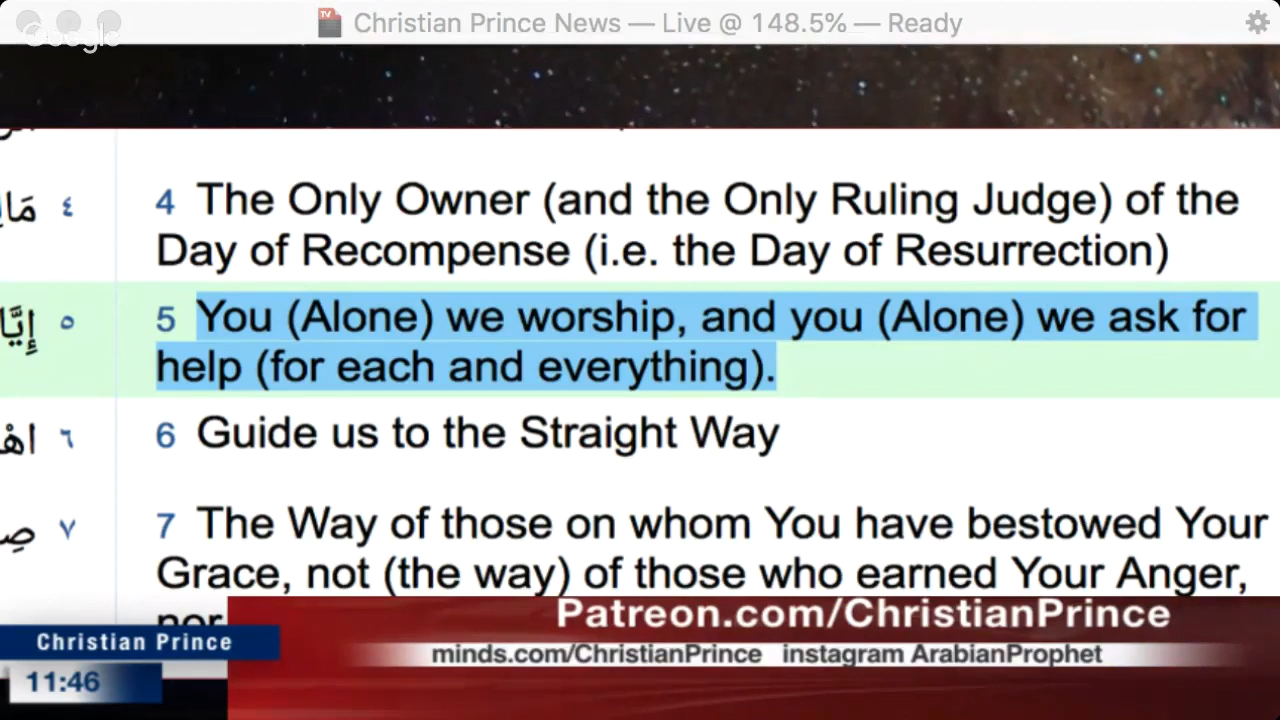 Christian Prince News — Live @ 148.5% — Ready
Google
4 The Only Owner (and the Only Ruling Judge) of the
Day of Recompense (i.e. the Day of Resurrection)
٤
5 You (Alone) we worship, and you (Alone) we ask for
help (for each and everything).
إِيَّا ٥
6 Guide us to the Straight Way
اهْ ٦
7 The Way of those on whom You have bestowed Your
Grace, not (the way) of those who earned Your Anger,
nor
صِ ٧
Patreon.com/ChristianPrince
Christian Prince
minds.com/ChristianPrince instagram ArabianProphet
11:46